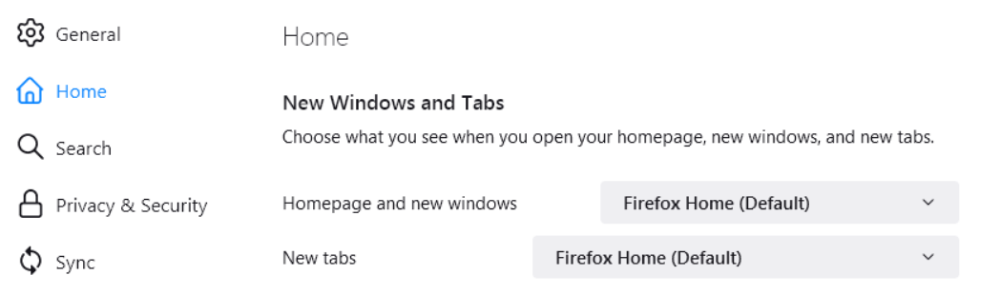 General
Home
Search
Privacy & Security
Sync
Home
New Windows and Tabs
Choose what you see when you open your homepage, new windows, and new tabs.
Homepage and new windows
Firefox Home (Default)
New tabs
Firefox Home (Default)